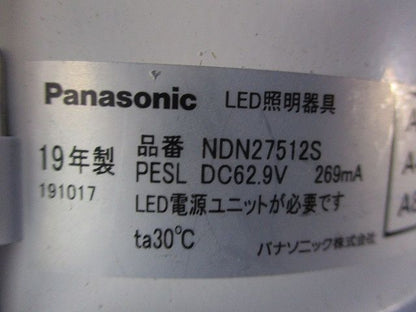 Panasonic LED照明器具
19年製 品番 NDN27512S
191017 PESL DC62.9V 269mA
LED電源ユニットが必要です
ta30℃ パナソニック株式会社